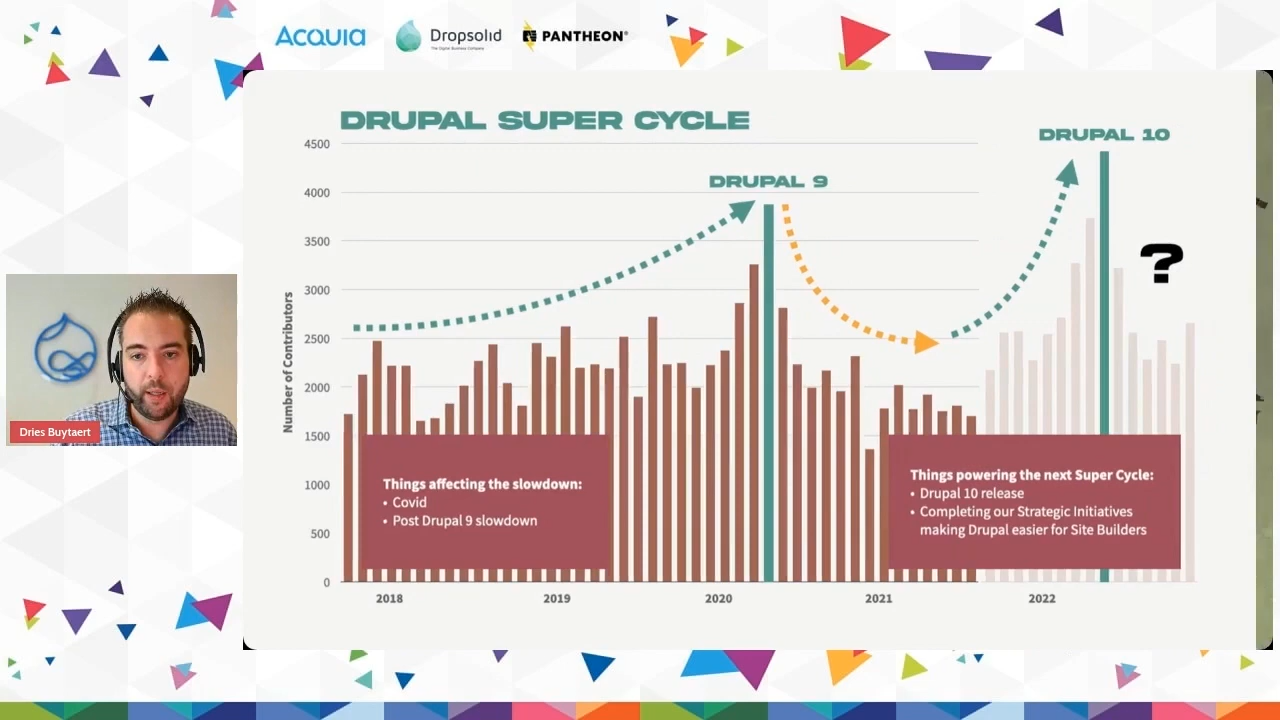 ACQUIA
Dropsolid
The Digital Business Company
PANTHEON®
DRUPAL SUPER CYCLE
DRUPAL 10
DRUPAL 9
?
4500
4000
3500
3000
2500
2000
1500
1000
500
0
Number of Contributors
Things affecting the slowdown:
• Covid
• Post Drupal 9 slowdown
Things powering the next Super Cycle:
• Drupal 10 release
• Completing our Strategic Initiatives
making Drupal easier for Site Builders
2018
2019
2020
2021
2022
Dries Buytaert